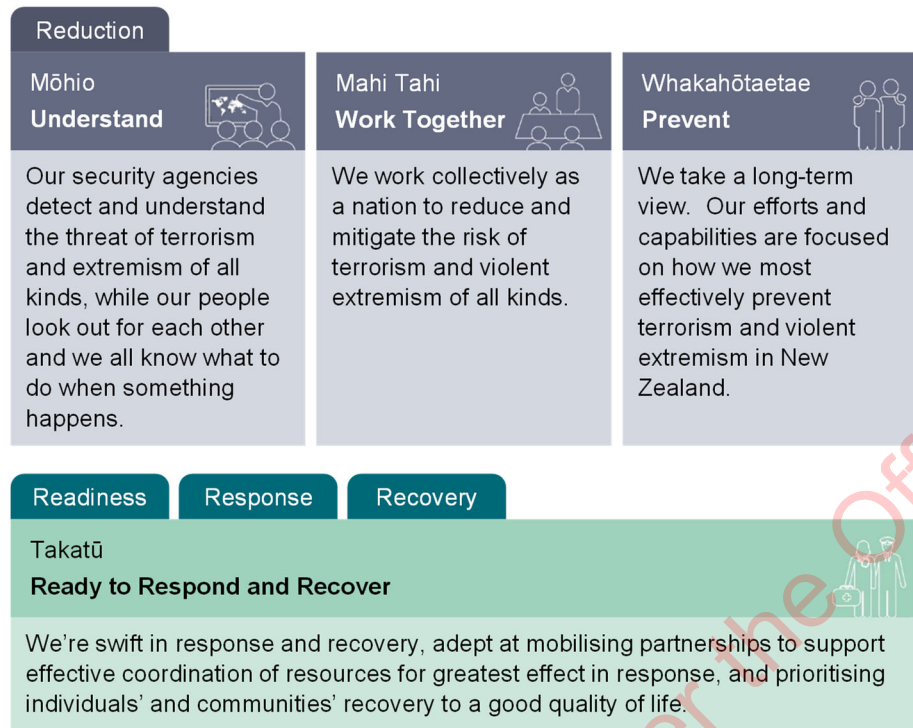 Reduction
Mōhio
Understand
Our security agencies
detect and understand
the threat of terrorism
and extremism of all
kinds, while our people
look out for each other
and we all know what to
do when something
happens.
Mahi Tahi
Work Together
We work collectively as
a nation to reduce and
mitigate the risk of
terrorism and violent
extremism of all kinds.
Whakahōtaetae
Prevent
We take a long-term
view. Our efforts and
capabilities are focused
on how we most
effectively prevent
terrorism and violent
extremism in New
Zealand.
Readiness
Response
Recovery
Takatū
Ready to Respond and Recover
We’re swift in response and recovery, adept at mobilising partnerships to support
effective coordination of resources for greatest effect in response, and prioritising
individuals’ and communities’ recovery to a good quality of life.
the